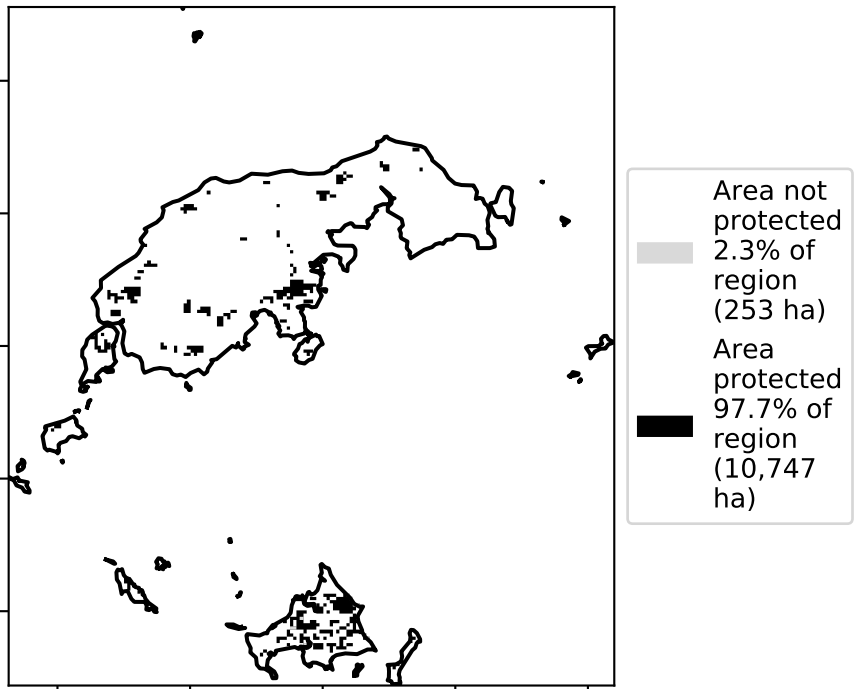 Area not
protected
2.3% of
region
(253 ha)
Area
protected
97.7% of
region
(10,747
ha)